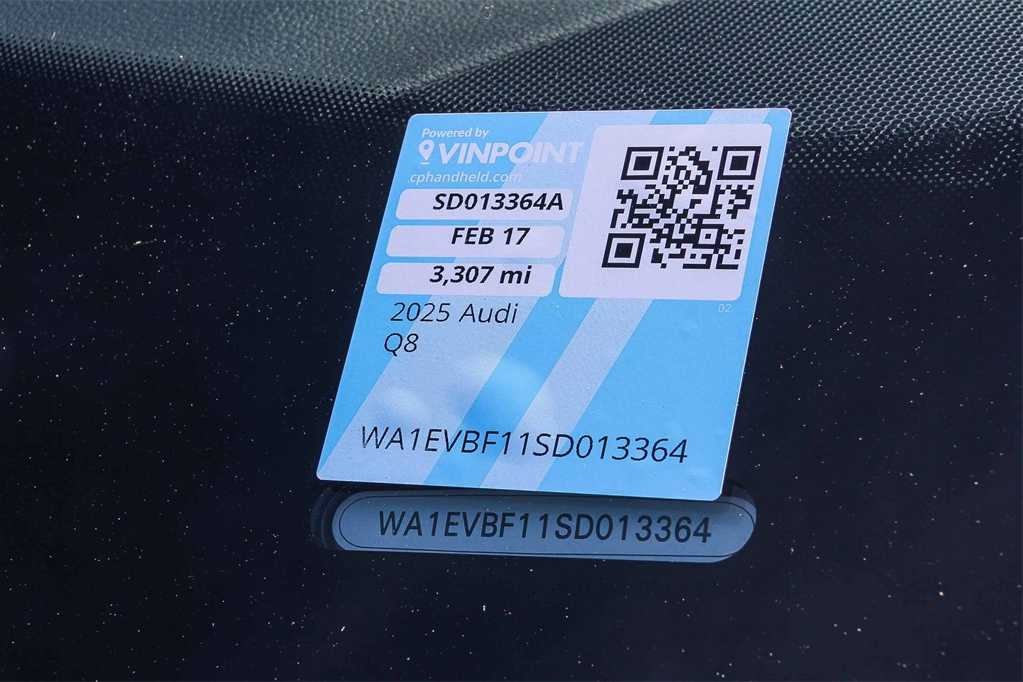 Powered by
VINPOINT
cphandheld.com
SD013364A
FEB 17
3,307 mi
02
2025 Audi
Q8
WA1EVBF11SD013364
WA1EVBF11SD013364